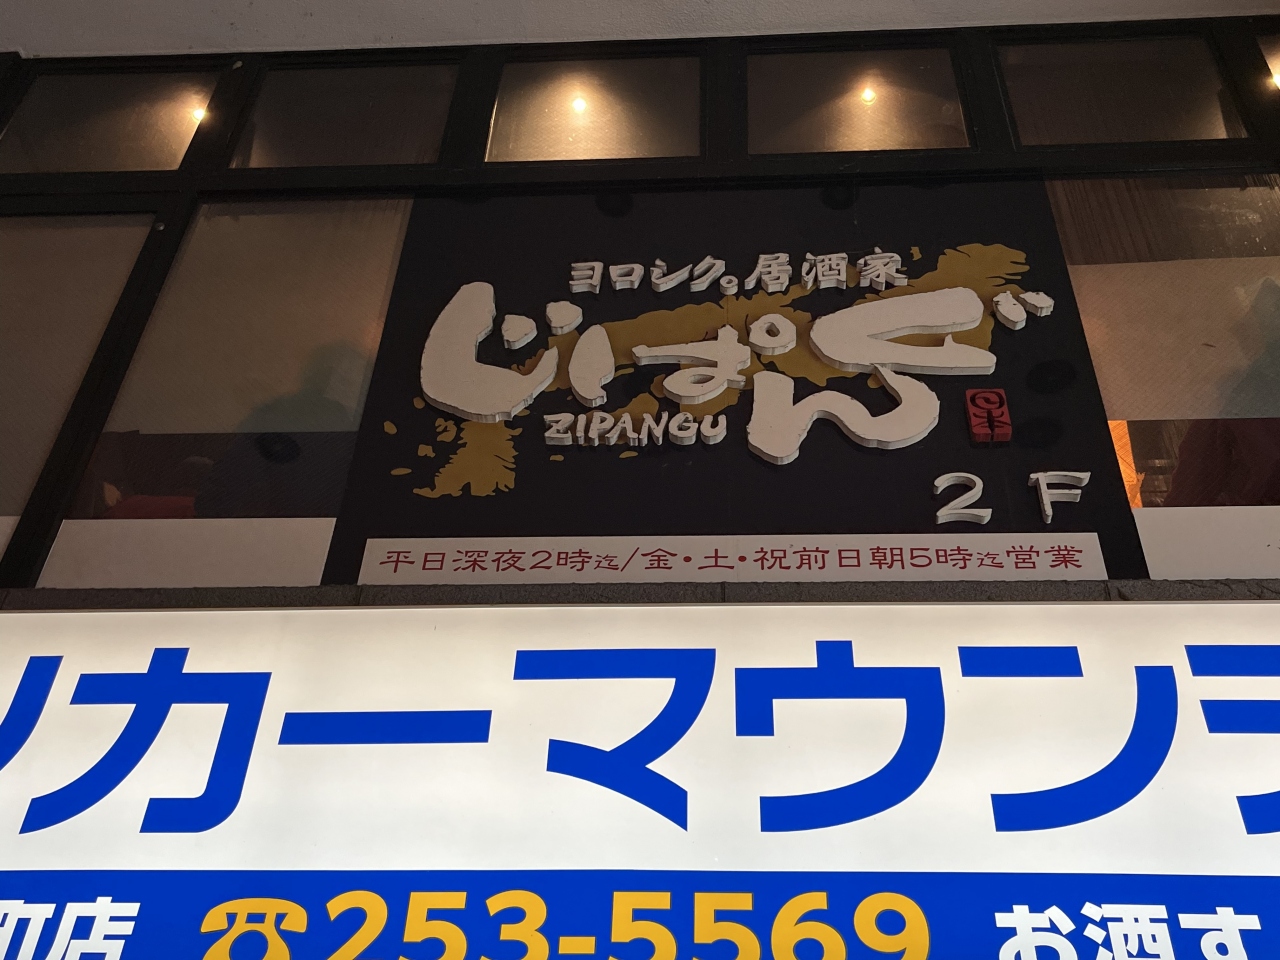 ヨロシク。居酒家
じぱんぐ
ZIPANGU
2F
平日深夜2時迄/金・土・祝前日朝5時迄営業
カーマウン
町店 ☎253-5569 お酒す